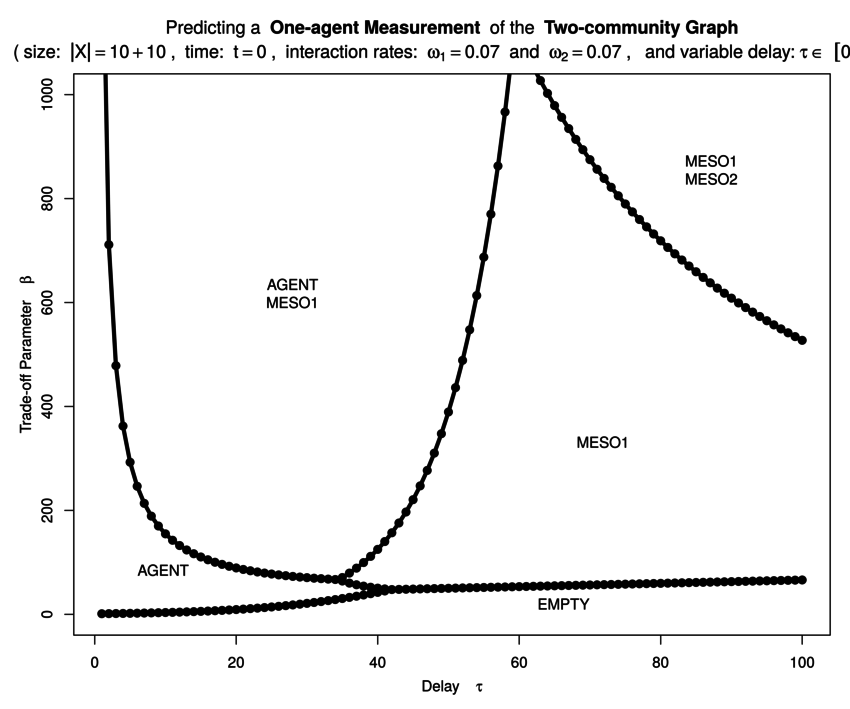 Predicting a One-agent Measurement of the Two-community Graph
( size: |X| = 10 + 10 , time: t = 0 , interaction rates: ω₁ = 0.07 and ω₂ = 0.07 , and variable delay: τ ∈ [0
1000
800
600
400
200
0
Trade-off Parameter β
MESO1
MESO2
AGENT
MESO1
MESO1
AGENT
EMPTY
0 20 40 60 80 100
Delay τ